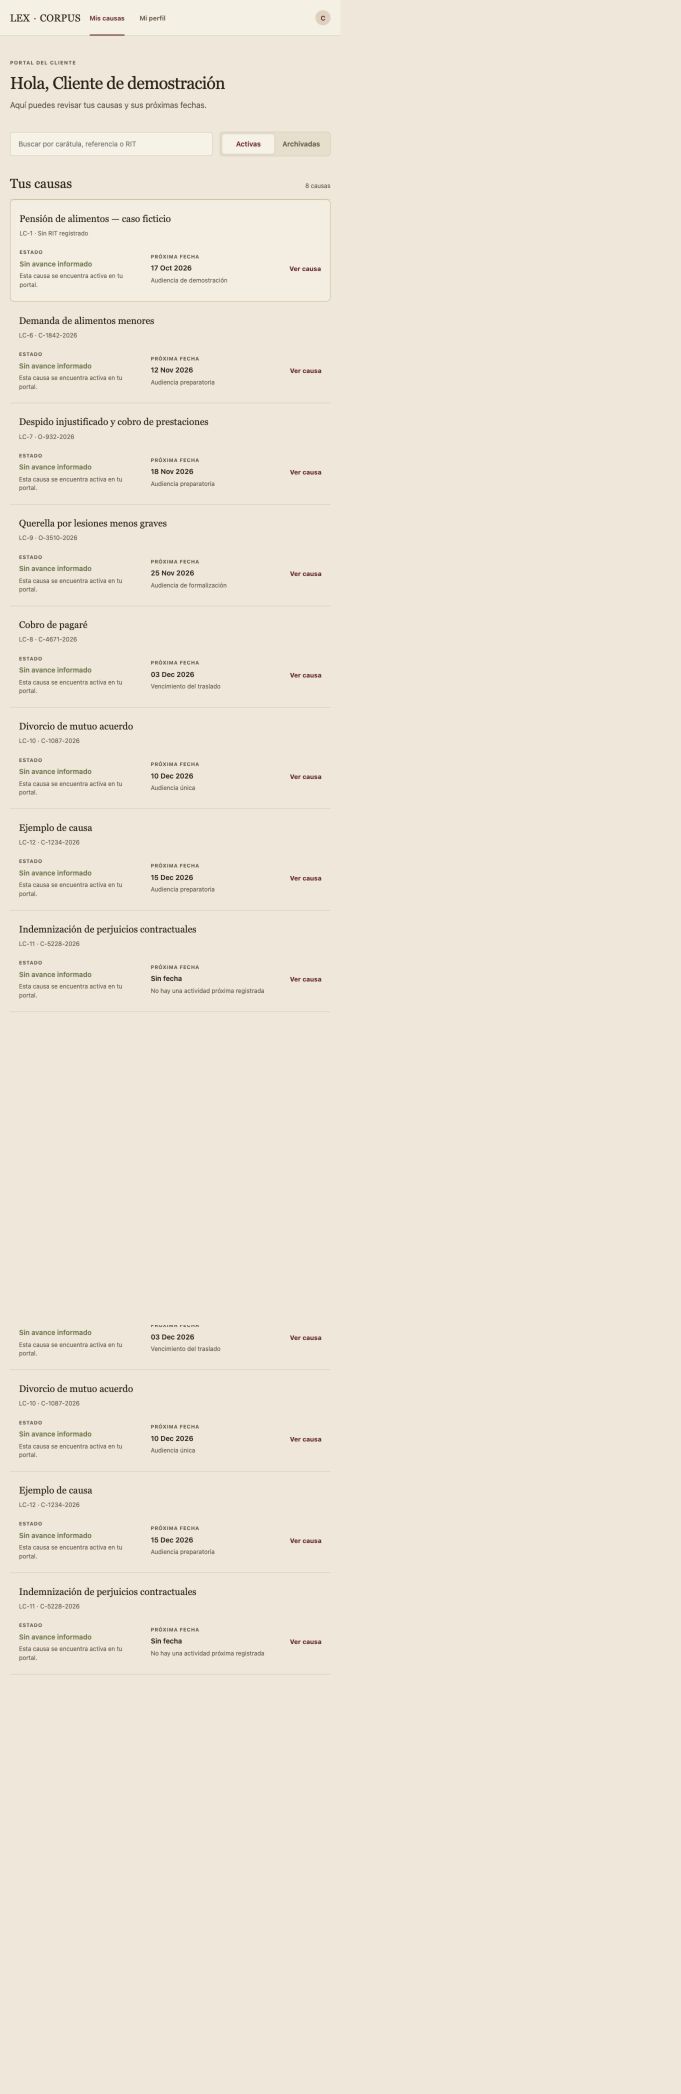 LEX · CORPUS Mis causas Mi perfil C
PORTAL DEL CLIENTE
Hola, Cliente de demostración
Aquí puedes revisar tus causas y sus próximas fechas.
Buscar por carátula, referencia o RIT
Activas Archivadas
Tus causas 8 causas
Pensión de alimentos — caso ficticio
LC-1 · Sin RIT registrado
ESTADO
Sin avance informado
Esta causa se encuentra activa en tu
portal.
PRÓXIMA FECHA
17 Oct 2026
Audiencia de demostración
Ver causa
Demanda de alimentos menores
LC-6 · C-1842-2026
ESTADO
Sin avance informado
Esta causa se encuentra activa en tu
portal.
PRÓXIMA FECHA
12 Nov 2026
Audiencia preparatoria
Ver causa
Despido injustificado y cobro de prestaciones
LC-7 · O-932-2026
ESTADO
Sin avance informado
Esta causa se encuentra activa en tu
portal.
PRÓXIMA FECHA
18 Nov 2026
Audiencia preparatoria
Ver causa
Querella por lesiones menos graves
LC-9 · O-3510-2026
ESTADO
Sin avance informado
Esta causa se encuentra activa en tu
portal.
PRÓXIMA FECHA
25 Nov 2026
Audiencia de formalización
Ver causa
Cobro de pagaré
LC-8 · C-4671-2026
ESTADO
Sin avance informado
Esta causa se encuentra activa en tu
portal.
PRÓXIMA FECHA
03 Dec 2026
Vencimiento del traslado
Ver causa
Divorcio de mutuo acuerdo
LC-10 · C-1087-2026
ESTADO
Sin avance informado
Esta causa se encuentra activa en tu
portal.
PRÓXIMA FECHA
10 Dec 2026
Audiencia única
Ver causa
Ejemplo de causa
LC-12 · C-1234-2026
ESTADO
Sin avance informado
Esta causa se encuentra activa en tu
portal.
PRÓXIMA FECHA
15 Dec 2026
Audiencia preparatoria
Ver causa
Indemnización de perjuicios contractuales
LC-11 · C-5228-2026
ESTADO
Sin avance informado
Esta causa se encuentra activa en tu
portal.
PRÓXIMA FECHA
Sin fecha
No hay una actividad próxima registrada
Ver causa
Sin avance informado
Esta causa se encuentra activa en tu
portal.
PRÓXIMA FECHA
03 Dec 2026
Vencimiento del traslado
Ver causa
Divorcio de mutuo acuerdo
LC-10 · C-1087-2026
ESTADO
Sin avance informado
Esta causa se encuentra activa en tu
portal.
PRÓXIMA FECHA
10 Dec 2026
Audiencia única
Ver causa
Ejemplo de causa
LC-12 · C-1234-2026
ESTADO
Sin avance informado
Esta causa se encuentra activa en tu
portal.
PRÓXIMA FECHA
15 Dec 2026
Audiencia preparatoria
Ver causa
Indemnización de perjuicios contractuales
LC-11 · C-5228-2026
ESTADO
Sin avance informado
Esta causa se encuentra activa en tu
portal.
PRÓXIMA FECHA
Sin fecha
No hay una actividad próxima registrada
Ver causa